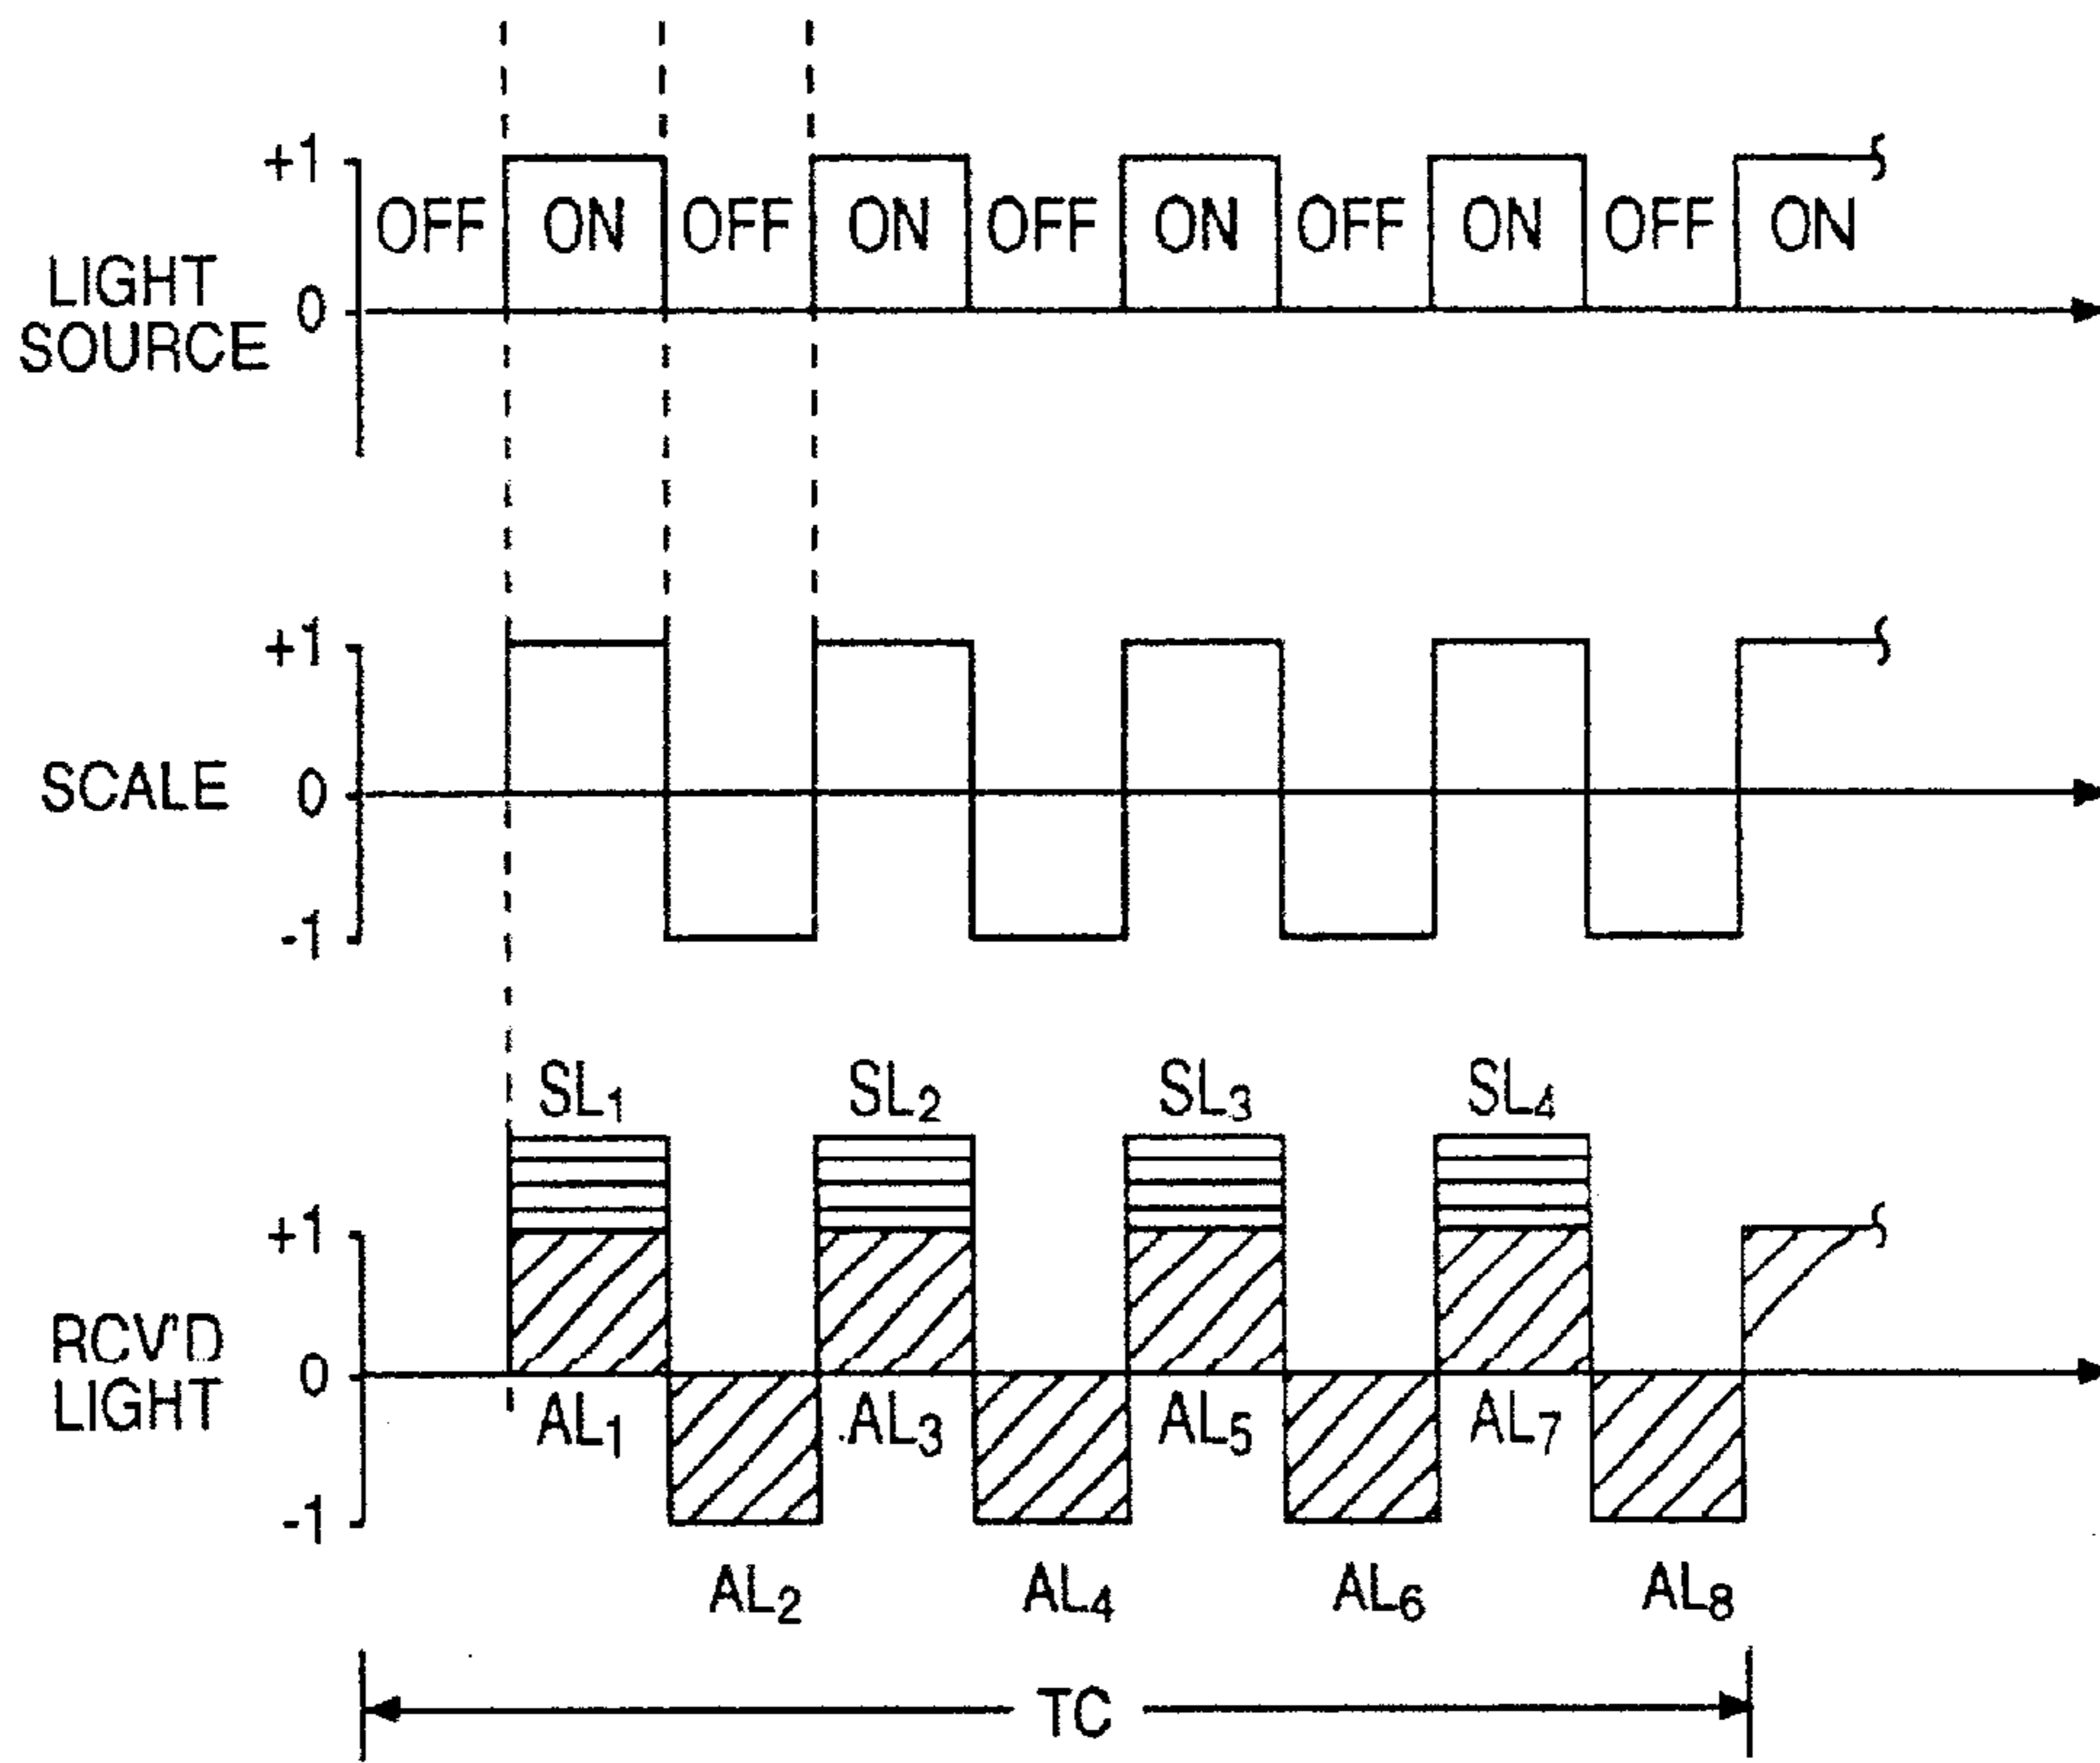 +1
OFF ON OFF ON OFF ON OFF ON OFF ON
LIGHT
SOURCE
0
+1
SCALE
0
-1
SL1 SL2 SL3 SL4
+1
RCV'D
LIGHT
0
AL1 AL3 AL5 AL7
-1
AL2 AL4 AL6 AL8
TC